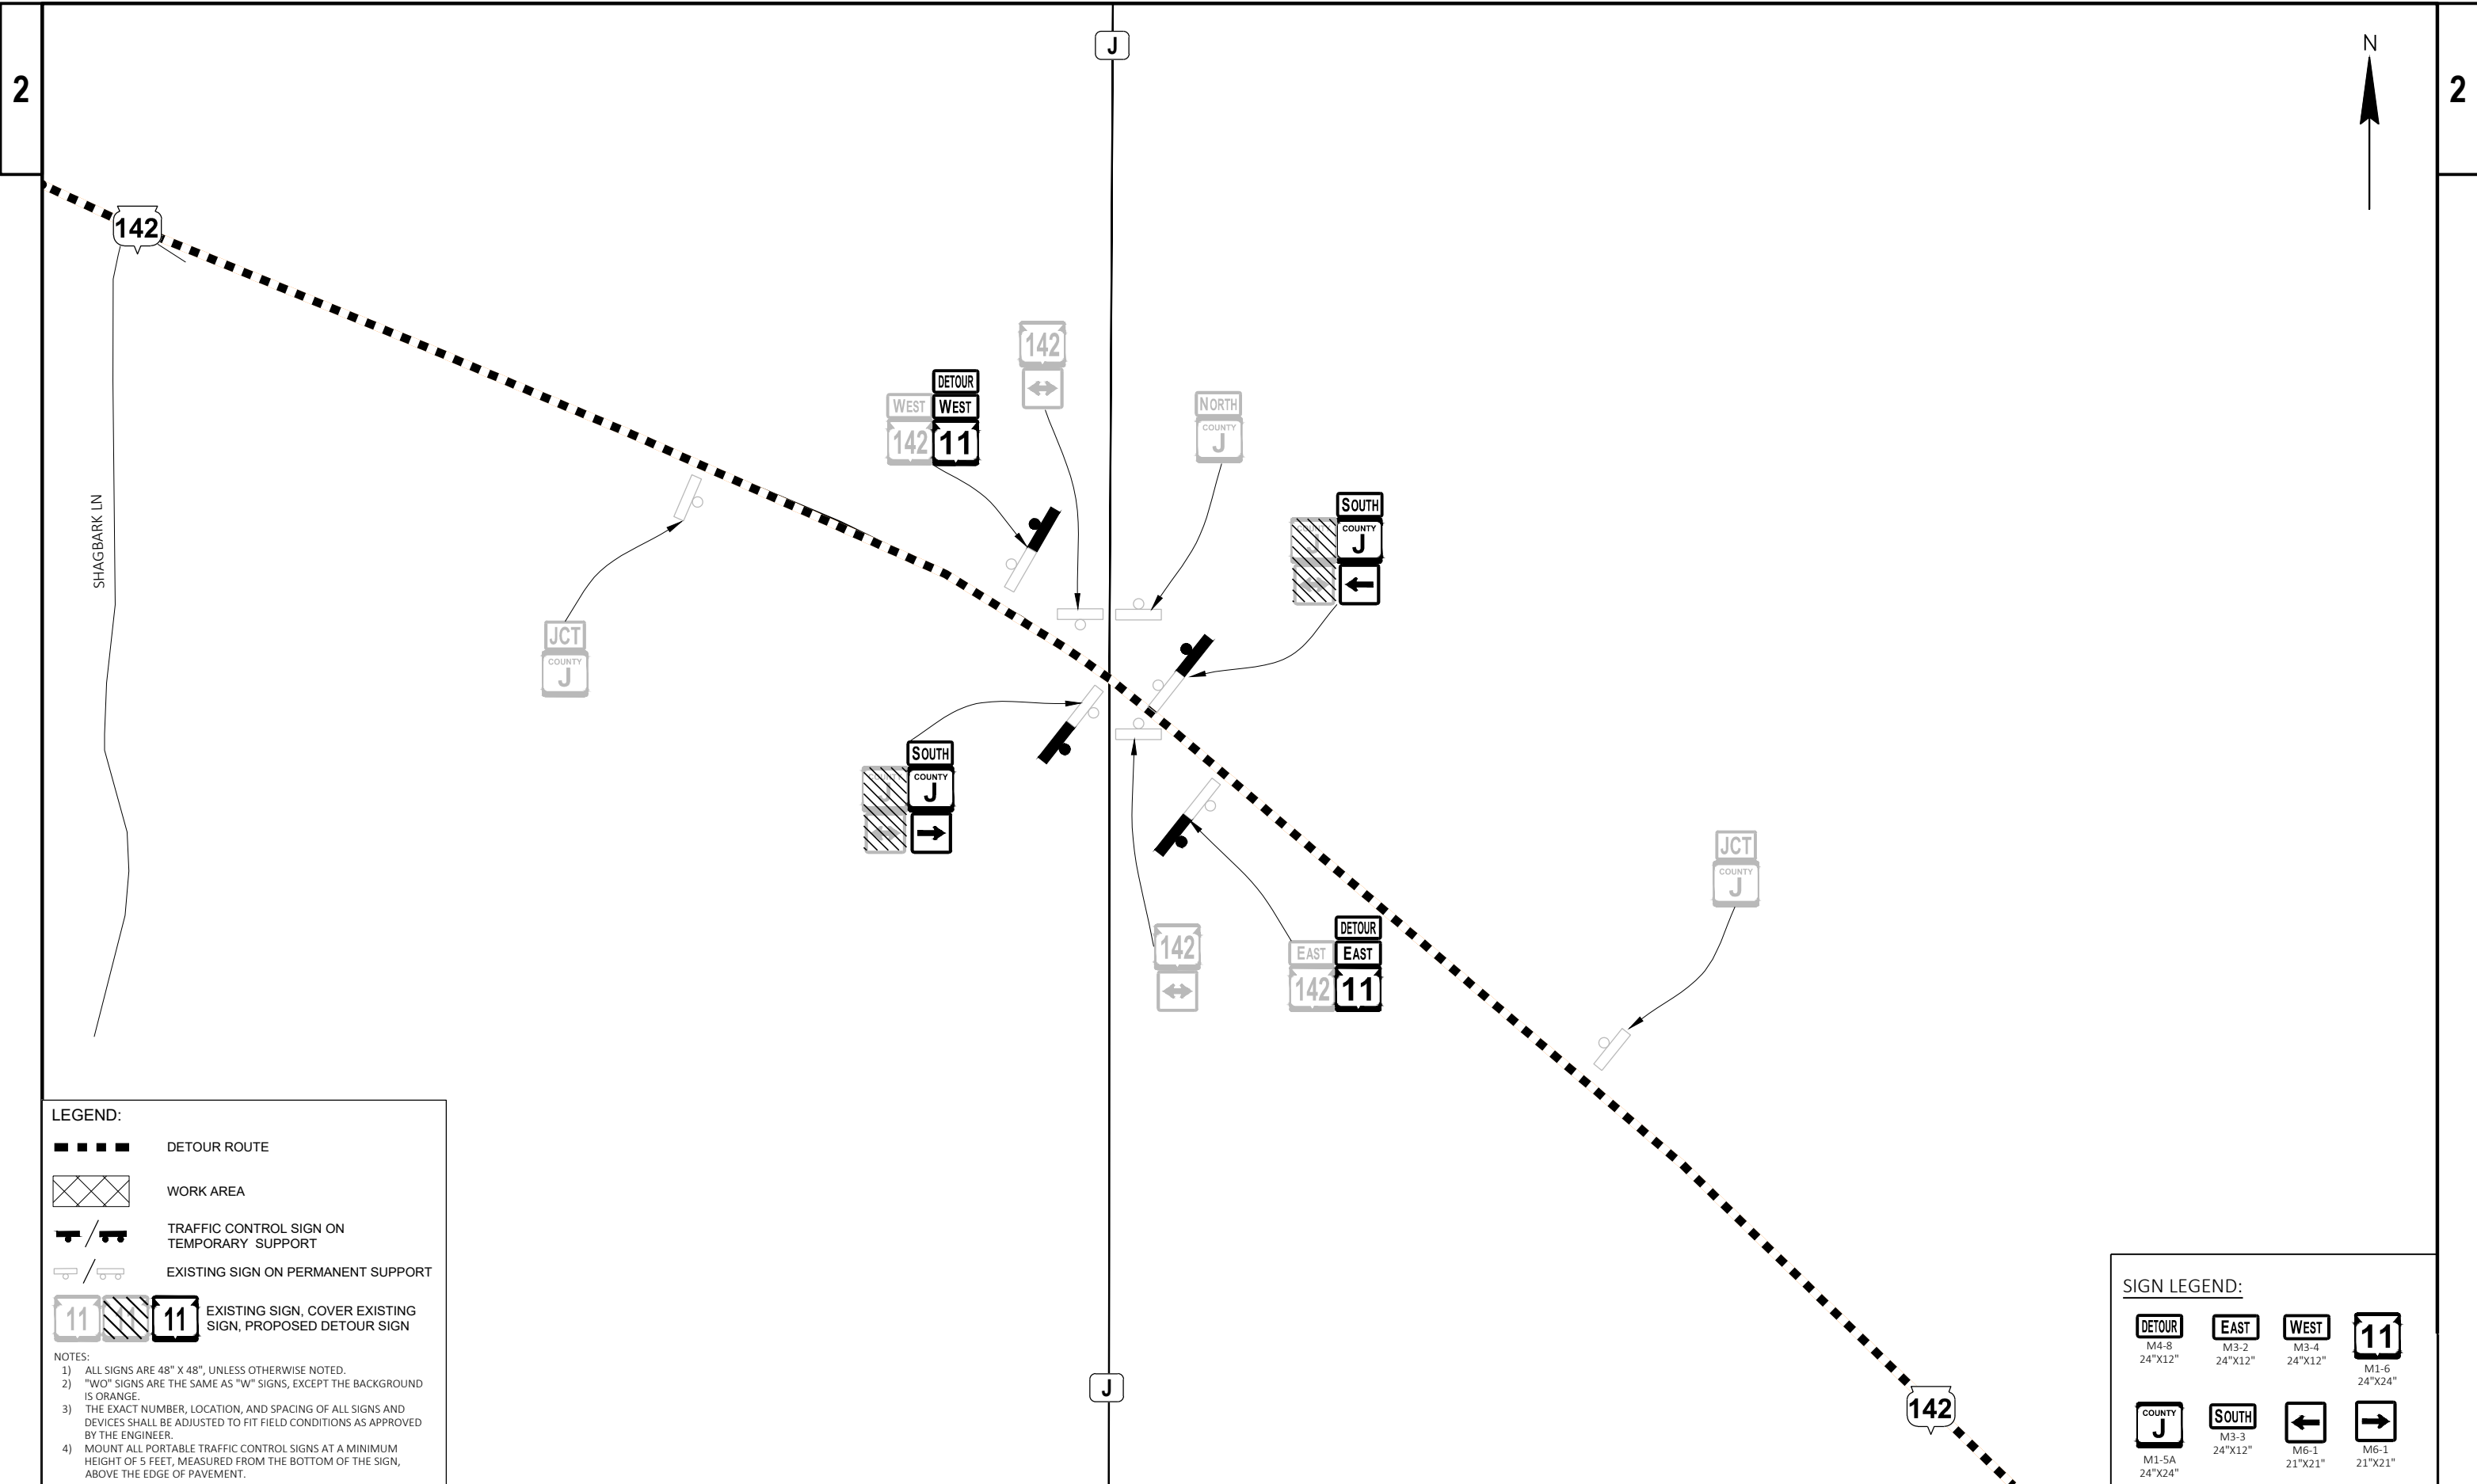 2
2
J
N
142
SHAGBARK LN
142
DETOUR
WEST
WEST
142
11
NORTH
COUNTY
J
SOUTH
COUNTY
J
JCT
COUNTY
J
SOUTH
COUNTY
J
JCT
COUNTY
J
142
DETOUR
EAST
EAST
142
11
J
142
LEGEND:
DETOUR ROUTE
WORK AREA
TRAFFIC CONTROL SIGN ON
TEMPORARY SUPPORT
EXISTING SIGN ON PERMANENT SUPPORT
11
11
EXISTING SIGN, COVER EXISTING
SIGN, PROPOSED DETOUR SIGN
NOTES:
1) ALL SIGNS ARE 48" X 48", UNLESS OTHERWISE NOTED.
2) "WO" SIGNS ARE THE SAME AS "W" SIGNS, EXCEPT THE BACKGROUND
IS ORANGE.
3) THE EXACT NUMBER, LOCATION, AND SPACING OF ALL SIGNS AND
DEVICES SHALL BE ADJUSTED TO FIT FIELD CONDITIONS AS APPROVED
BY THE ENGINEER.
4) MOUNT ALL PORTABLE TRAFFIC CONTROL SIGNS AT A MINIMUM
HEIGHT OF 5 FEET, MEASURED FROM THE BOTTOM OF THE SIGN,
ABOVE THE EDGE OF PAVEMENT.
SIGN LEGEND:
DETOUR
M4-8
24"X12"
EAST
M3-2
24"X12"
WEST
M3-4
24"X12"
11
M1-6
24"X24"
COUNTY
J
M1-5A
24"X24"
SOUTH
M3-3
24"X12"
M6-1
21"X21"
M6-1
21"X21"